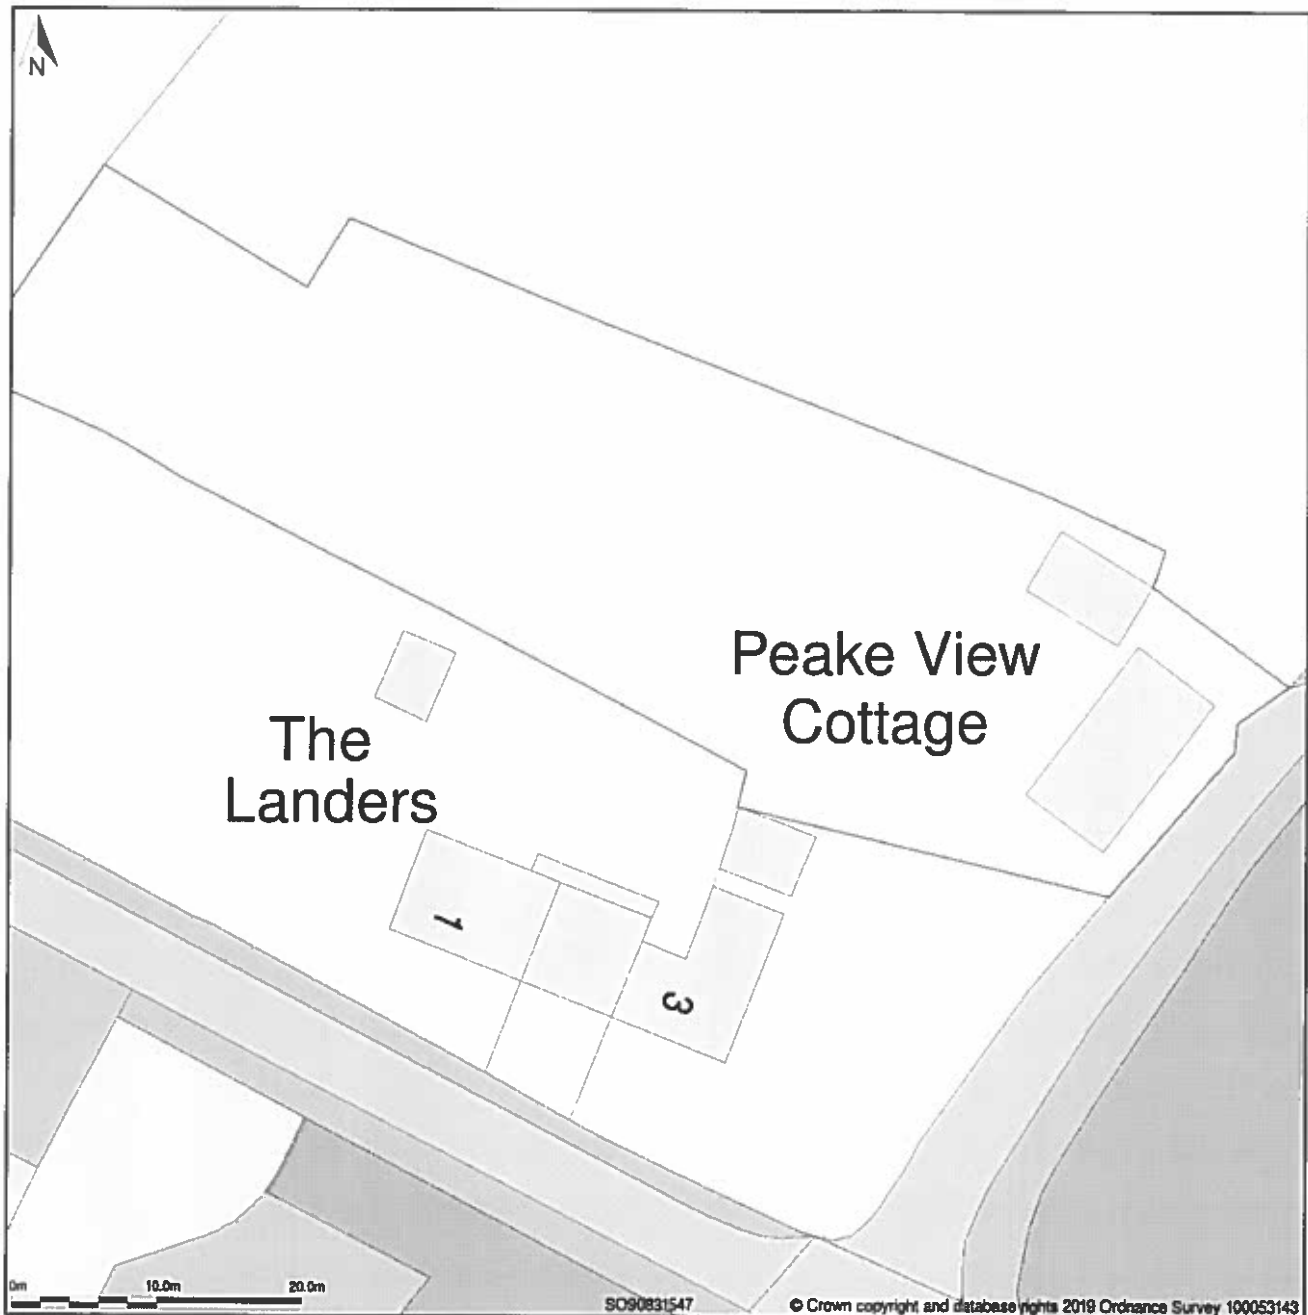 N
Peake View
Cottage
The
Landers
1
3
0m 10.0m 20.0m
SO90831547
© Crown copyright and database rights 2019 Ordnance Survey 100053143